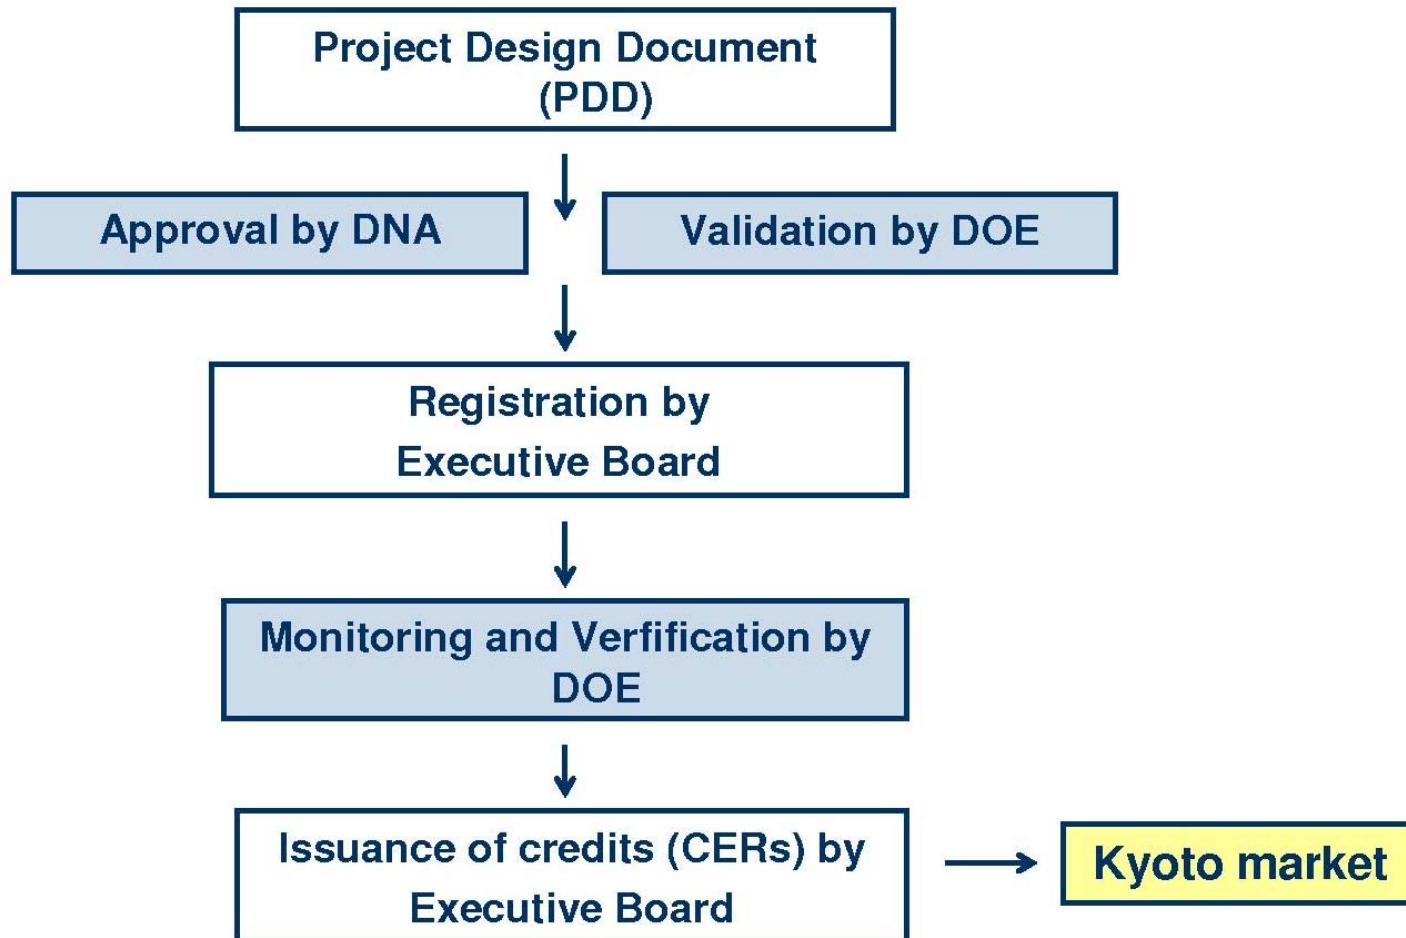 Project Design Document
(PDD)
Approval by DNA
Validation by DOE
Registration by
Executive Board
Monitoring and Verfification by
DOE
Issuance of credits (CERs) by
Executive Board
Kyoto market